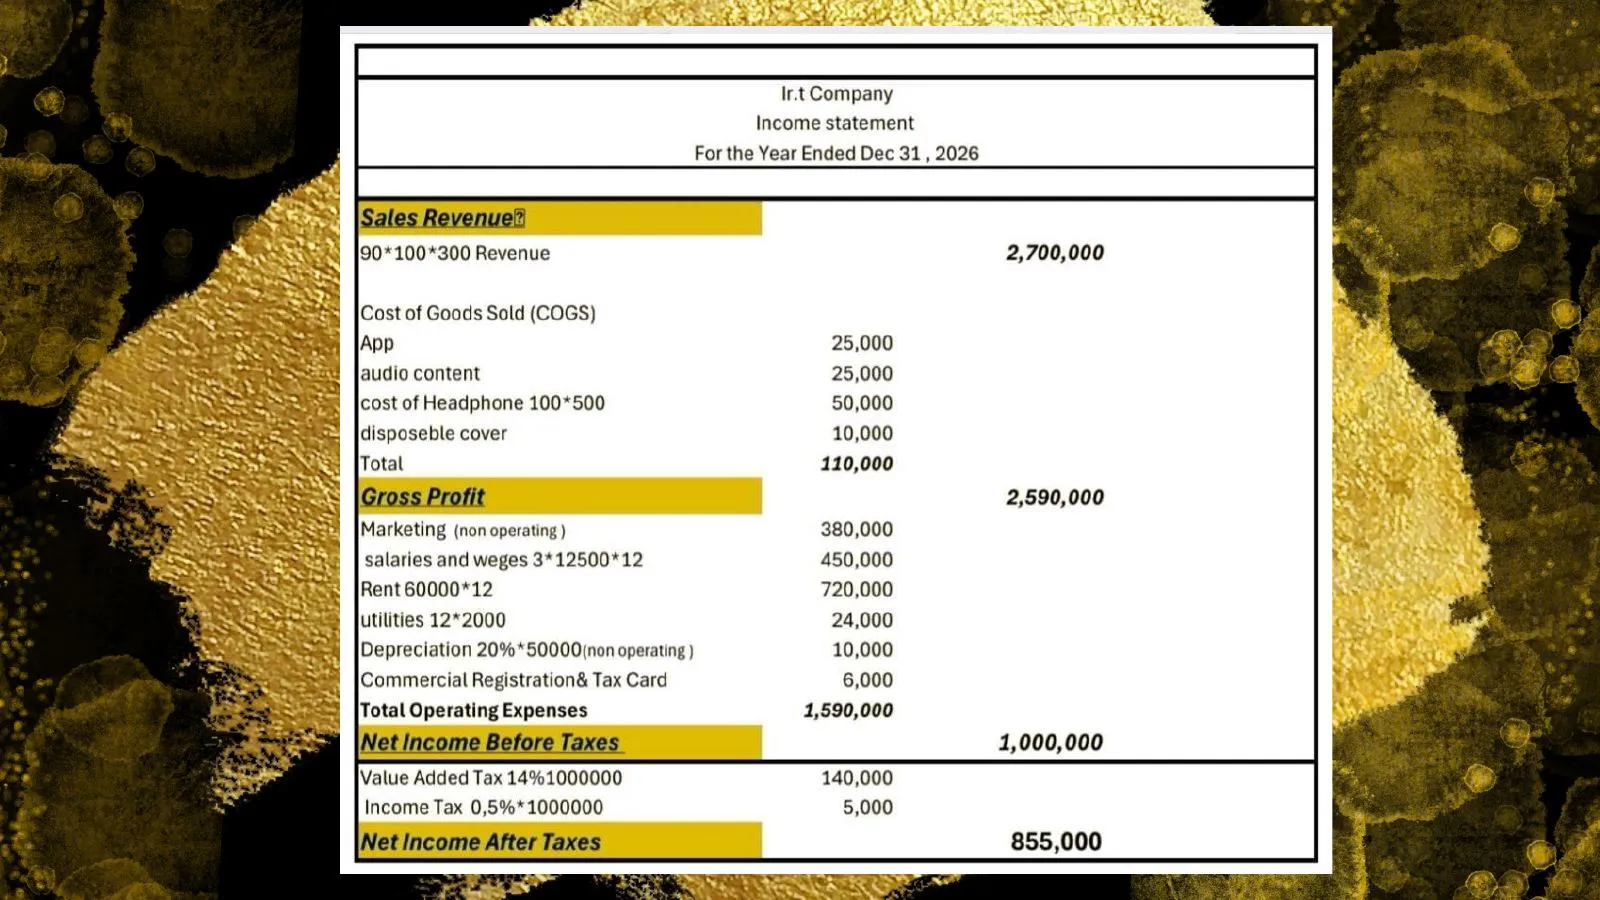 Ir.t Company
Income statement
For the Year Ended Dec 31 , 2026
Sales Revenue
90*100*300 Revenue 2,700,000
Cost of Goods Sold (COGS)
App 25,000
audio content 25,000
cost of Headphone 100*500 50,000
disposeble cover 10,000
Total 110,000
Gross Profit 2,590,000
Marketing (non operating ) 380,000
salaries and weges 3*12500*12 450,000
Rent 60000*12 720,000
utilities 12*2000 24,000
Depreciation 20%*50000(non operating ) 10,000
Commercial Registration& Tax Card 6,000
Total Operating Expenses 1,590,000
Net Income Before Taxes 1,000,000
Value Added Tax 14%1000000 140,000
Income Tax 0,5%*1000000 5,000
Net Income After Taxes 855,000